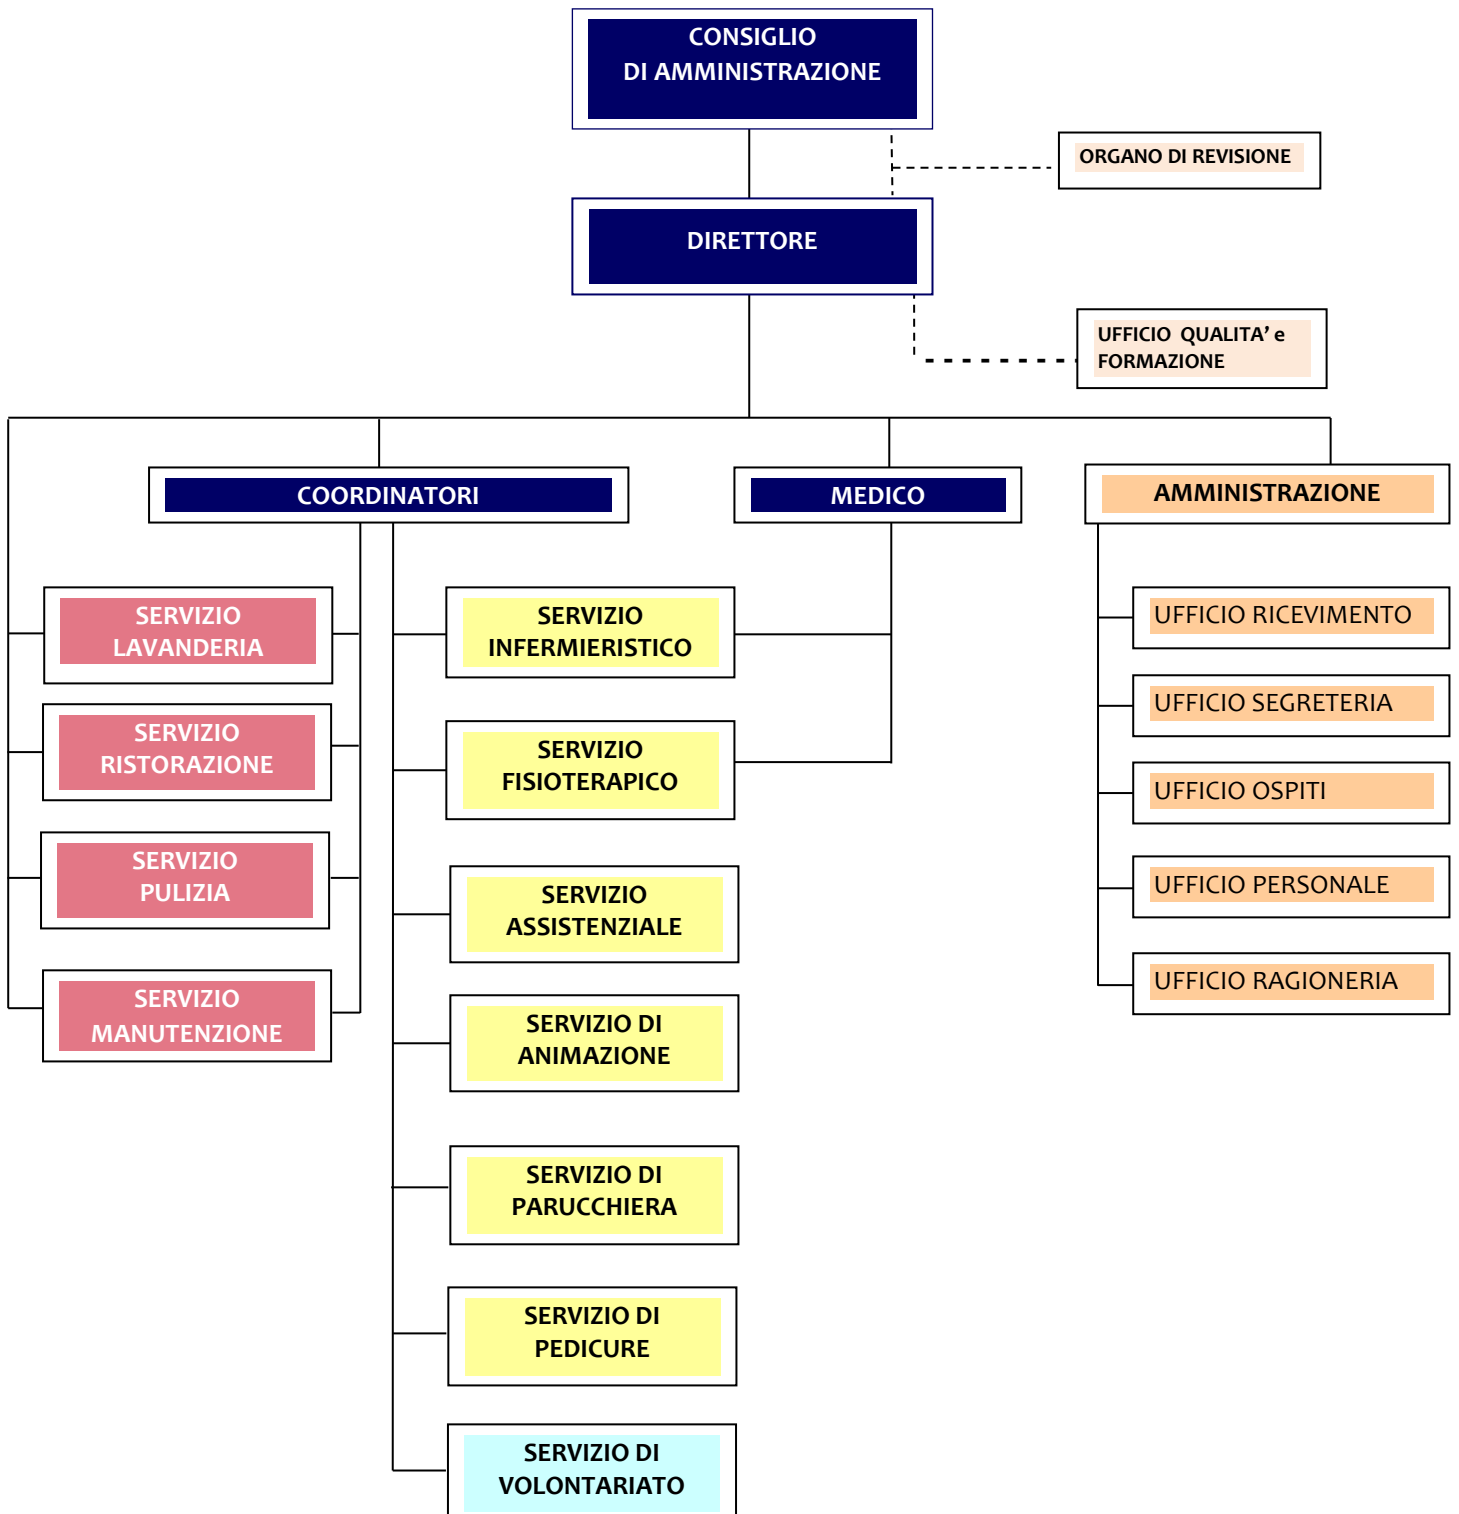 CONSIGLIO
DI AMMINISTRAZIONE
ORGANO DI REVISIONE
DIRETTORE
UFFICIO QUALITA’ e
FORMAZIONE
COORDINATORI
MEDICO
AMMINISTRAZIONE
SERVIZIO
LAVANDERIA
SERVIZIO
RISTORAZIONE
SERVIZIO
PULIZIA
SERVIZIO
MANUTENZIONE
SERVIZIO
INFERMIERISTICO
SERVIZIO
FISIOTERAPICO
SERVIZIO
ASSISTENZIALE
SERVIZIO DI
ANIMAZIONE
SERVIZIO DI
PARUCCHIERA
SERVIZIO DI
PEDICURE
SERVIZIO DI
VOLONTARIATO
UFFICIO RICEVIMENTO
UFFICIO SEGRETERIA
UFFICIO OSPITI
UFFICIO PERSONALE
UFFICIO RAGIONERIA